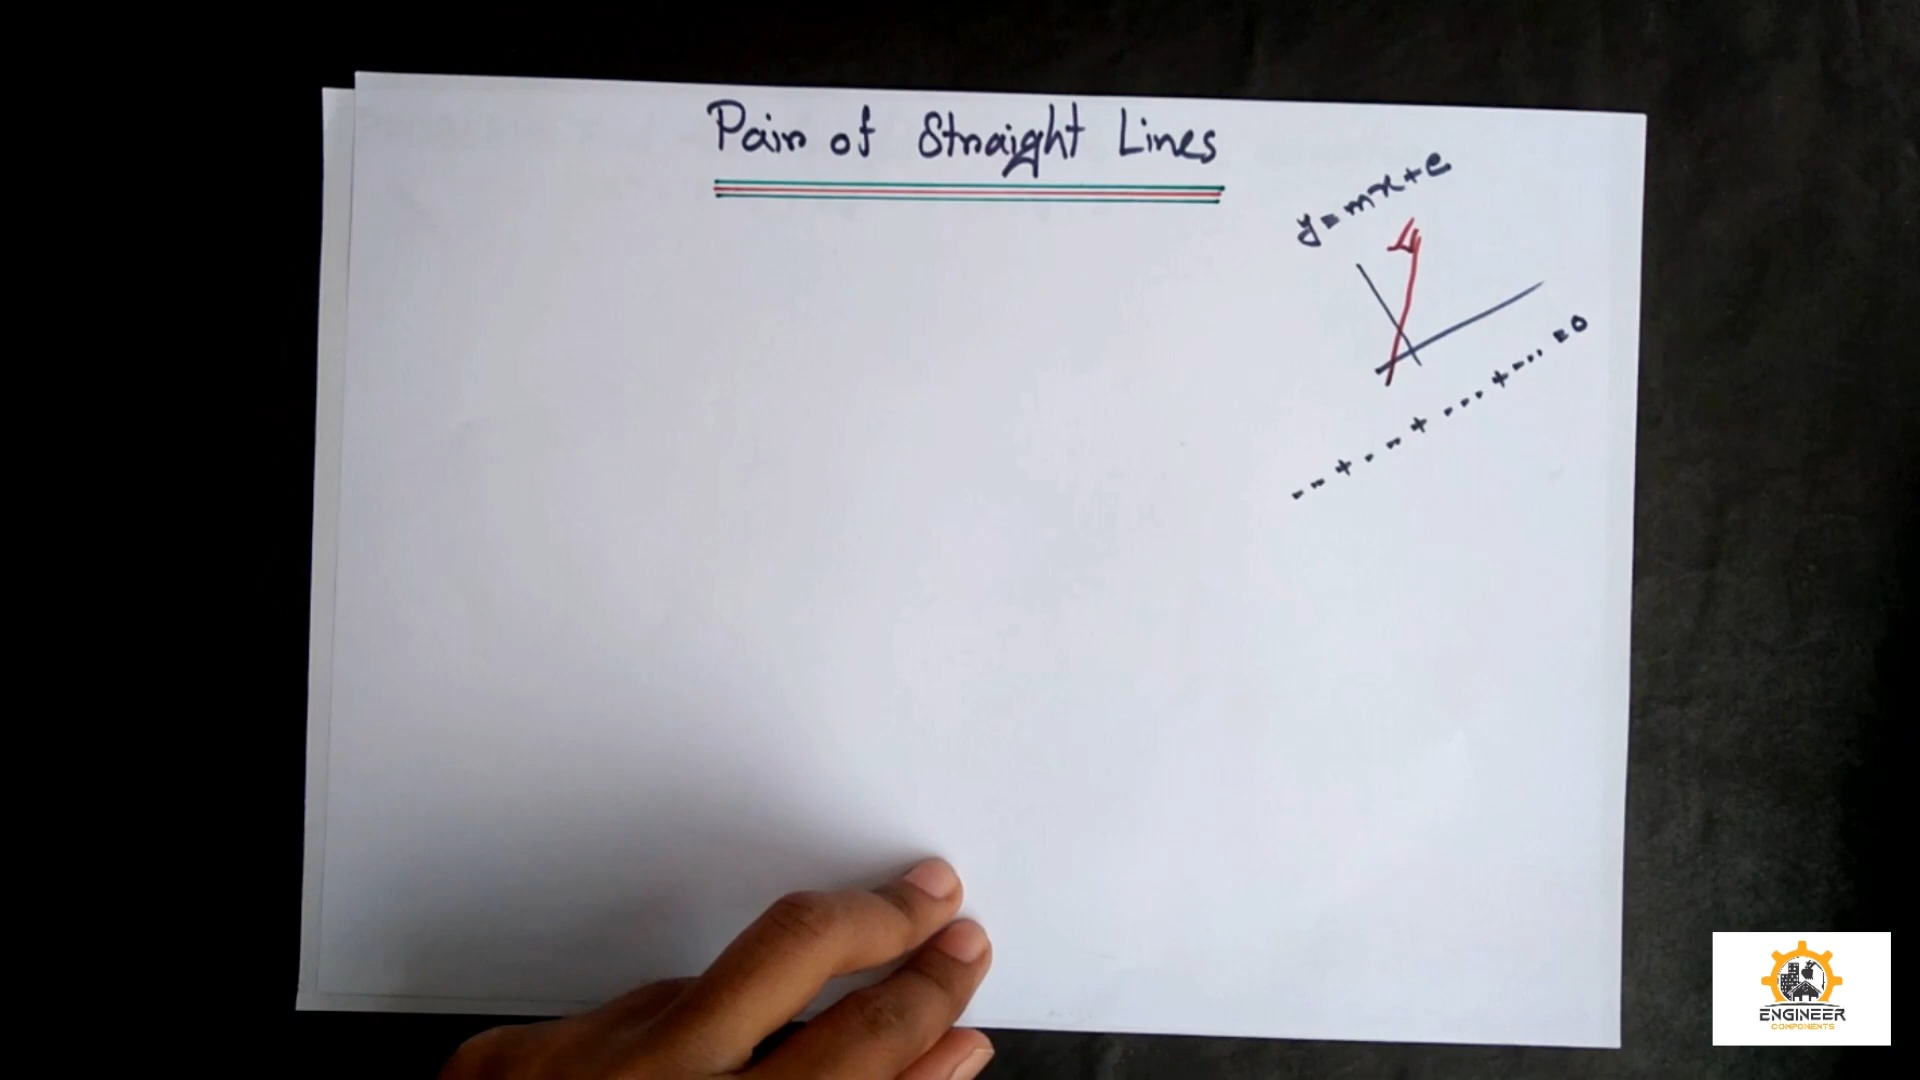 Pair of Straight Lines
y = mx + c
-- + -- + ---- + ---- = 0
ENGINEER
COMPONENTS